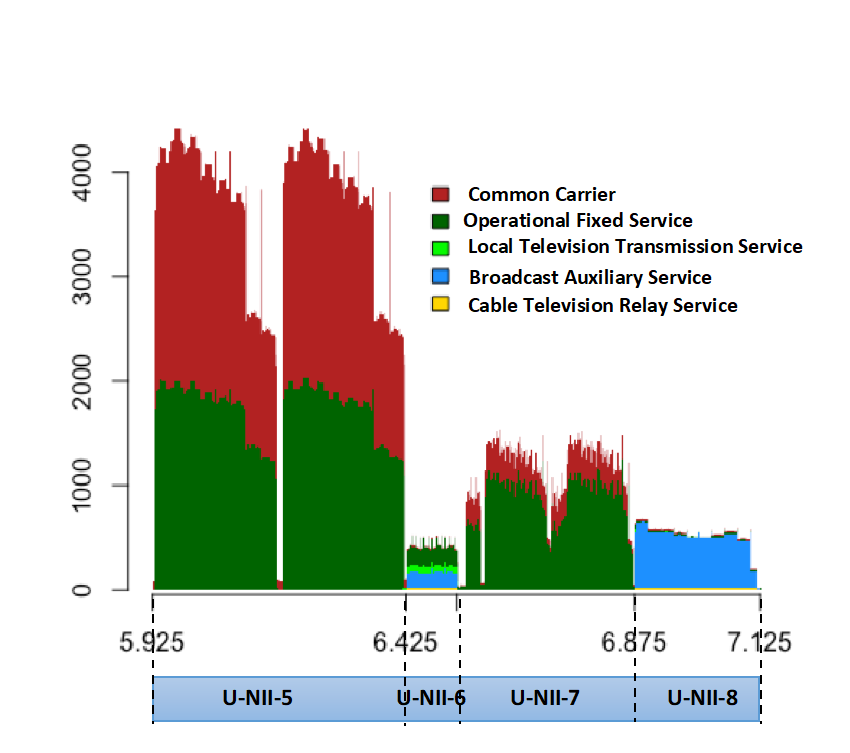 4000
3000
2000
1000
0
Common Carrier
Operational Fixed Service
Local Television Transmission Service
Broadcast Auxiliary Service
Cable Television Relay Service
5.925 6.425 6.875 7.125
U-NII-5 U-NII-6 U-NII-7 U-NII-8